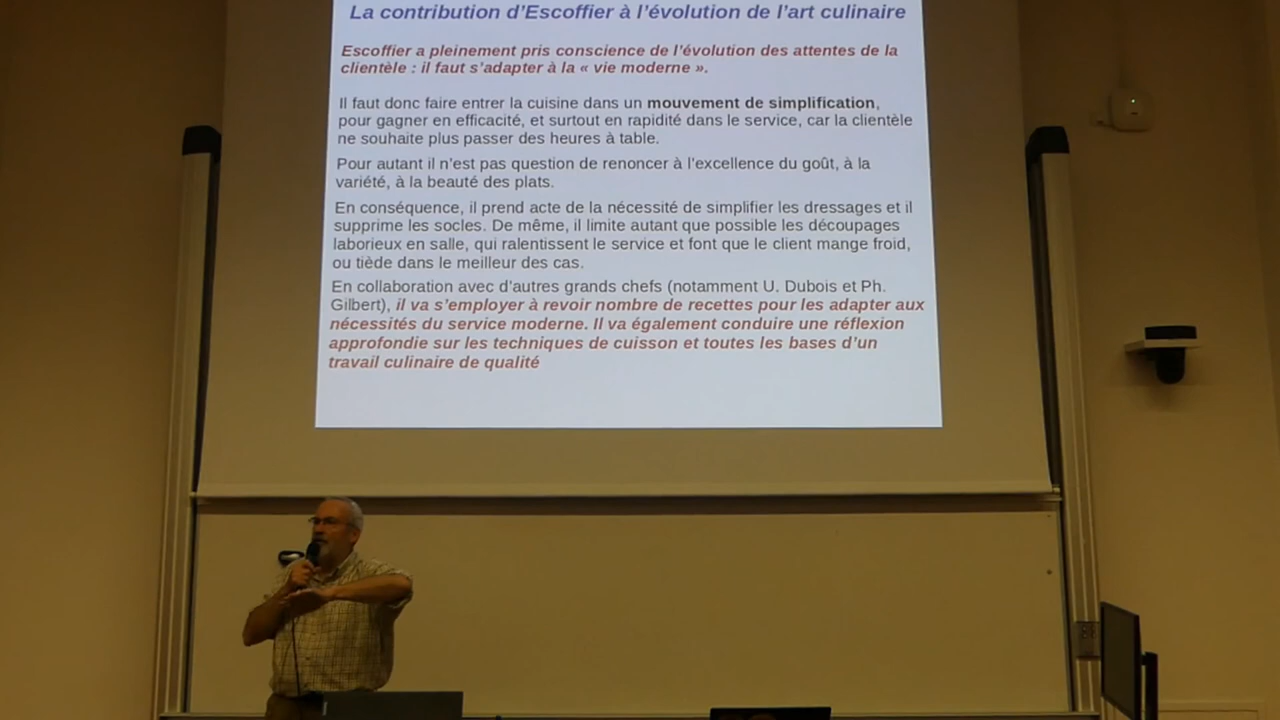 La contribution d'Escoffier à l'évolution de l'art culinaire
Escoffier a pleinement pris conscience de l'évolution des attentes de la
clientèle : il faut s'adapter à la « vie moderne ».
Il faut donc faire entrer la cuisine dans un mouvement de simplification,
pour gagner en efficacité, et surtout en rapidité dans le service, car la clientèle
ne souhaite plus passer des heures à table.
Pour autant il n'est pas question de renoncer à l'excellence du goût, à la
variété, à la beauté des plats.
En conséquence, il prend acte de la nécessité de simplifier les dressages et il
supprime les socles. De même, il limite autant que possible les découpages
laborieux en salle, qui ralentissent le service et font que le client mange froid,
ou tiède dans le meilleur des cas.
En collaboration avec d'autres grands chefs (notamment U. Dubois et Ph.
Gilbert), il va s'employer à revoir nombre de recettes pour les adapter aux
nécessités du service moderne. Il va également conduire une réflexion
approfondie sur les techniques de cuisson et toutes les bases d'un
travail culinaire de qualité